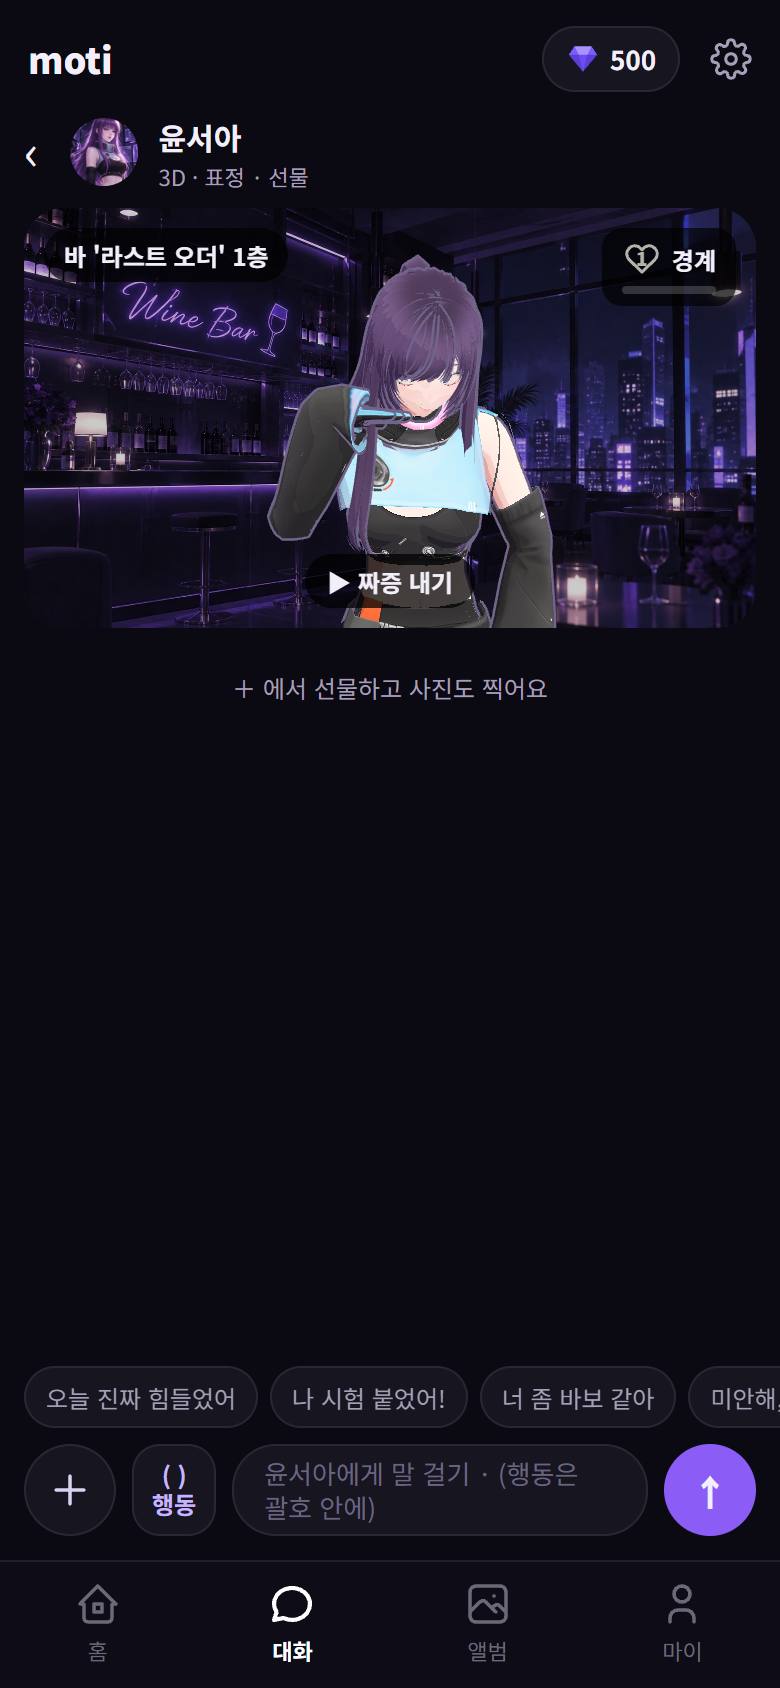 moti
500
윤서아
3D · 표정 · 선물
바 '라스트 오더' 1층
1 경계
Wine Bar
▶ 짜증 내기
+ 에서 선물하고 사진도 찍어요
오늘 진짜 힘들었어
나 시험 붙었어!
너 좀 바보 같아
미안해,
( )
행동
윤서아에게 말 걸기 · (행동은
괄호 안에)
홈
대화
앨범
마이